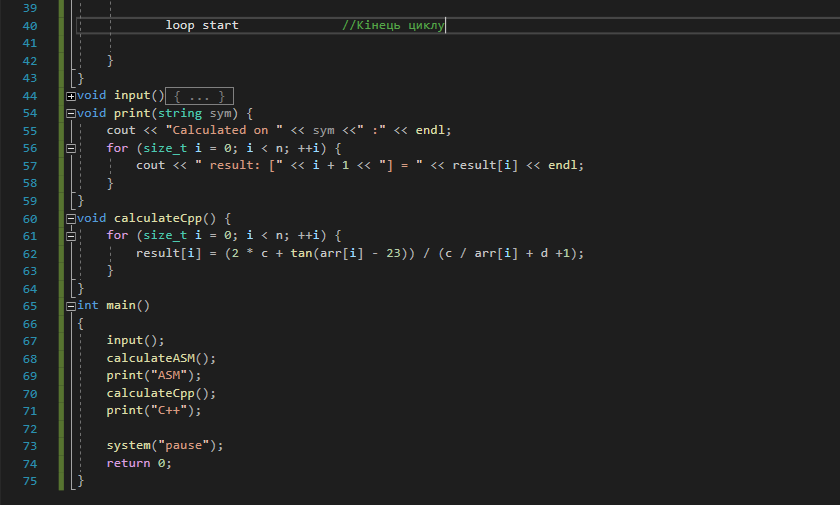 39
40 loop start //Кінець циклу
41
42 }
43 }
44 void input() { ... }
54 void print(string sym) {
55 cout << "Calculated on " << sym <<" :" << endl;
56 for (size_t i = 0; i < n; ++i) {
57 cout << " result: [" << i + 1 << "] = " << result[i] << endl;
58 }
59 }
60 void calculateCpp() {
61 for (size_t i = 0; i < n; ++i) {
62 result[i] = (2 * c + tan(arr[i] - 23)) / (c / arr[i] + d +1);
63 }
64 }
65 int main()
66 {
67 input();
68 calculateASM();
69 print("ASM");
70 calculateCpp();
71 print("C++");
72
73 system("pause");
74 return 0;
75 }